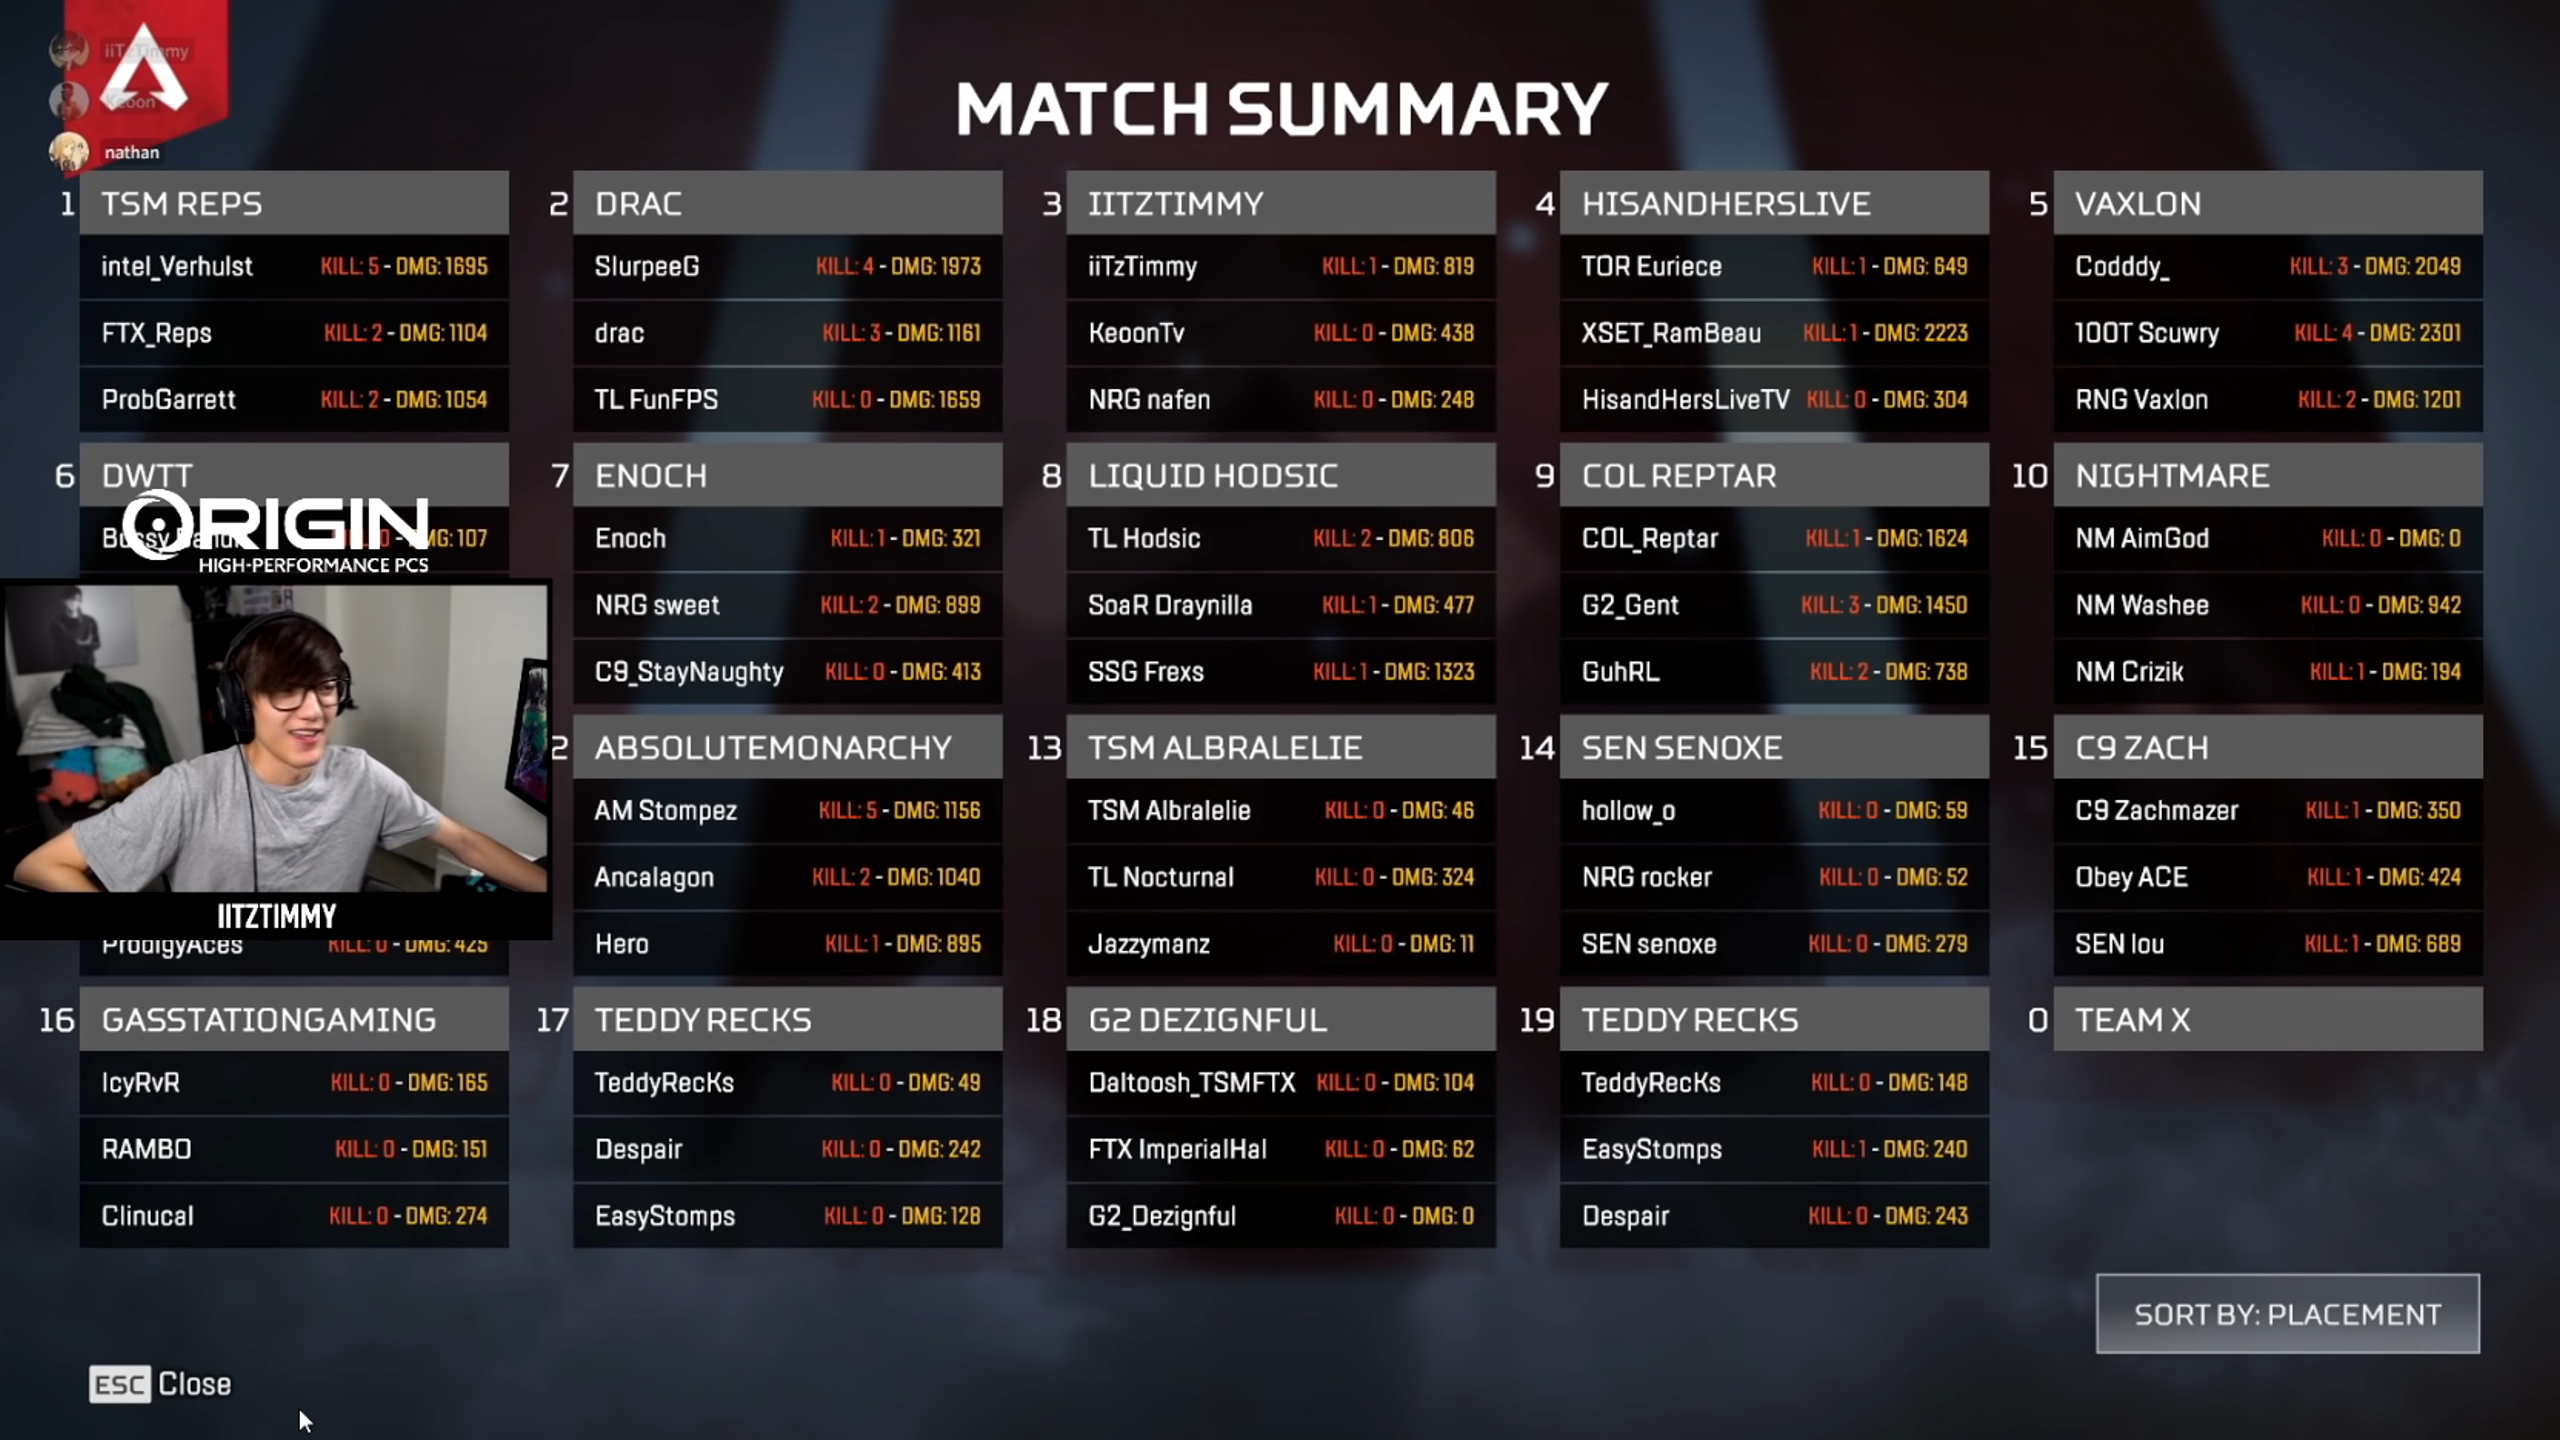 iiTzTimmy
Keoon
nathan
MATCH SUMMARY
1 TSM REPS
intel_Verhulst KILL: 5 - DMG: 1695
FTX_Reps KILL: 2 - DMG: 1104
ProbGarrett KILL: 2 - DMG: 1054
2 DRAC
SlurpeeG KILL: 4 - DMG: 1973
drac KILL: 3 - DMG: 1161
TL FunFPS KILL: 0 - DMG: 1659
3 IITZTIMMY
iiTzTimmy KILL: 1 - DMG: 819
KeoonTv KILL: 0 - DMG: 438
NRG nafen KILL: 0 - DMG: 248
4 HISANDHERSLIVE
TOR Euriece KILL: 1 - DMG: 649
XSET_RamBeau KILL: 1 - DMG: 2223
HisandHersLiveTV KILL: 0 - DMG: 304
5 VAXLON
Codddy_ KILL: 3 - DMG: 2049
100T Scuwry KILL: 4 - DMG: 2301
RNG Vaxlon KILL: 2 - DMG: 1201
6 DWTT
DMG: 107
ORIGIN
HIGH-PERFORMANCE PCS
7 ENOCH
Enoch KILL: 1 - DMG: 321
NRG sweet KILL: 2 - DMG: 899
C9_StayNaughty KILL: 0 - DMG: 413
8 LIQUID HODSIC
TL Hodsic KILL: 2 - DMG: 806
SoaR Draynilla KILL: 1 - DMG: 477
SSG Frexs KILL: 1 - DMG: 1323
9 COL REPTAR
COL_Reptar KILL: 1 - DMG: 1624
G2_Gent KILL: 3 - DMG: 1450
GuhRL KILL: 2 - DMG: 738
10 NIGHTMARE
NM AimGod KILL: 0 - DMG: 0
NM Washee KILL: 0 - DMG: 942
NM Crizik KILL: 1 - DMG: 194
IITZTIMMY
ProdigyAces KILL: 0 - DMG: 425
2 ABSOLUTEMONARCHY
AM Stompez KILL: 5 - DMG: 1156
Ancalagon KILL: 2 - DMG: 1040
Hero KILL: 1 - DMG: 895
13 TSM ALBRALELIE
TSM Albralelie KILL: 0 - DMG: 46
TL Nocturnal KILL: 0 - DMG: 324
Jazzymanz KILL: 0 - DMG: 11
14 SEN SENOXE
hollow_o KILL: 0 - DMG: 59
NRG rocker KILL: 0 - DMG: 52
SEN senoxe KILL: 0 - DMG: 279
15 C9 ZACH
C9 Zachmazer KILL: 1 - DMG: 350
Obey ACE KILL: 1 - DMG: 424
SEN lou KILL: 1 - DMG: 689
16 GASSTATIONGAMING
IcyRvR KILL: 0 - DMG: 165
RAMBO KILL: 0 - DMG: 151
Clinucal KILL: 0 - DMG: 274
17 TEDDY RECKS
TeddyRecKs KILL: 0 - DMG: 49
Despair KILL: 0 - DMG: 242
EasyStomps KILL: 0 - DMG: 128
18 G2 DEZIGNFUL
Daltoosh_TSMFTX KILL: 0 - DMG: 104
FTX ImperialHal KILL: 0 - DMG: 62
G2_Dezignful KILL: 0 - DMG: 0
19 TEDDY RECKS
TeddyRecKs KILL: 0 - DMG: 148
EasyStomps KILL: 1 - DMG: 240
Despair KILL: 0 - DMG: 243
0 TEAM X
SORT BY: PLACEMENT
ESC Close